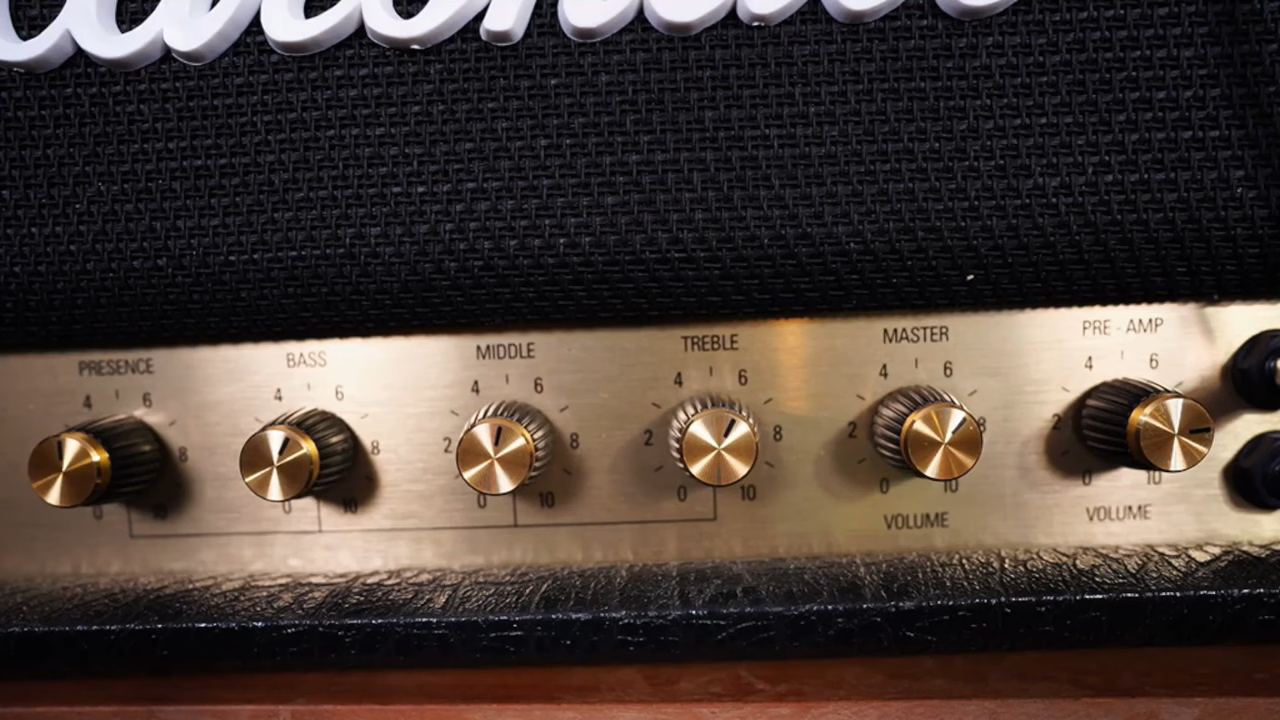 PRESENCE BASS MIDDLE TREBLE MASTER PRE-AMP
4 6 4 6 4 6 4 6 4 6 4 6
8 8 2 8 2 8 2 8 2
0 10 0 10 0 10 0 10 0 10 0 10
VOLUME VOLUME